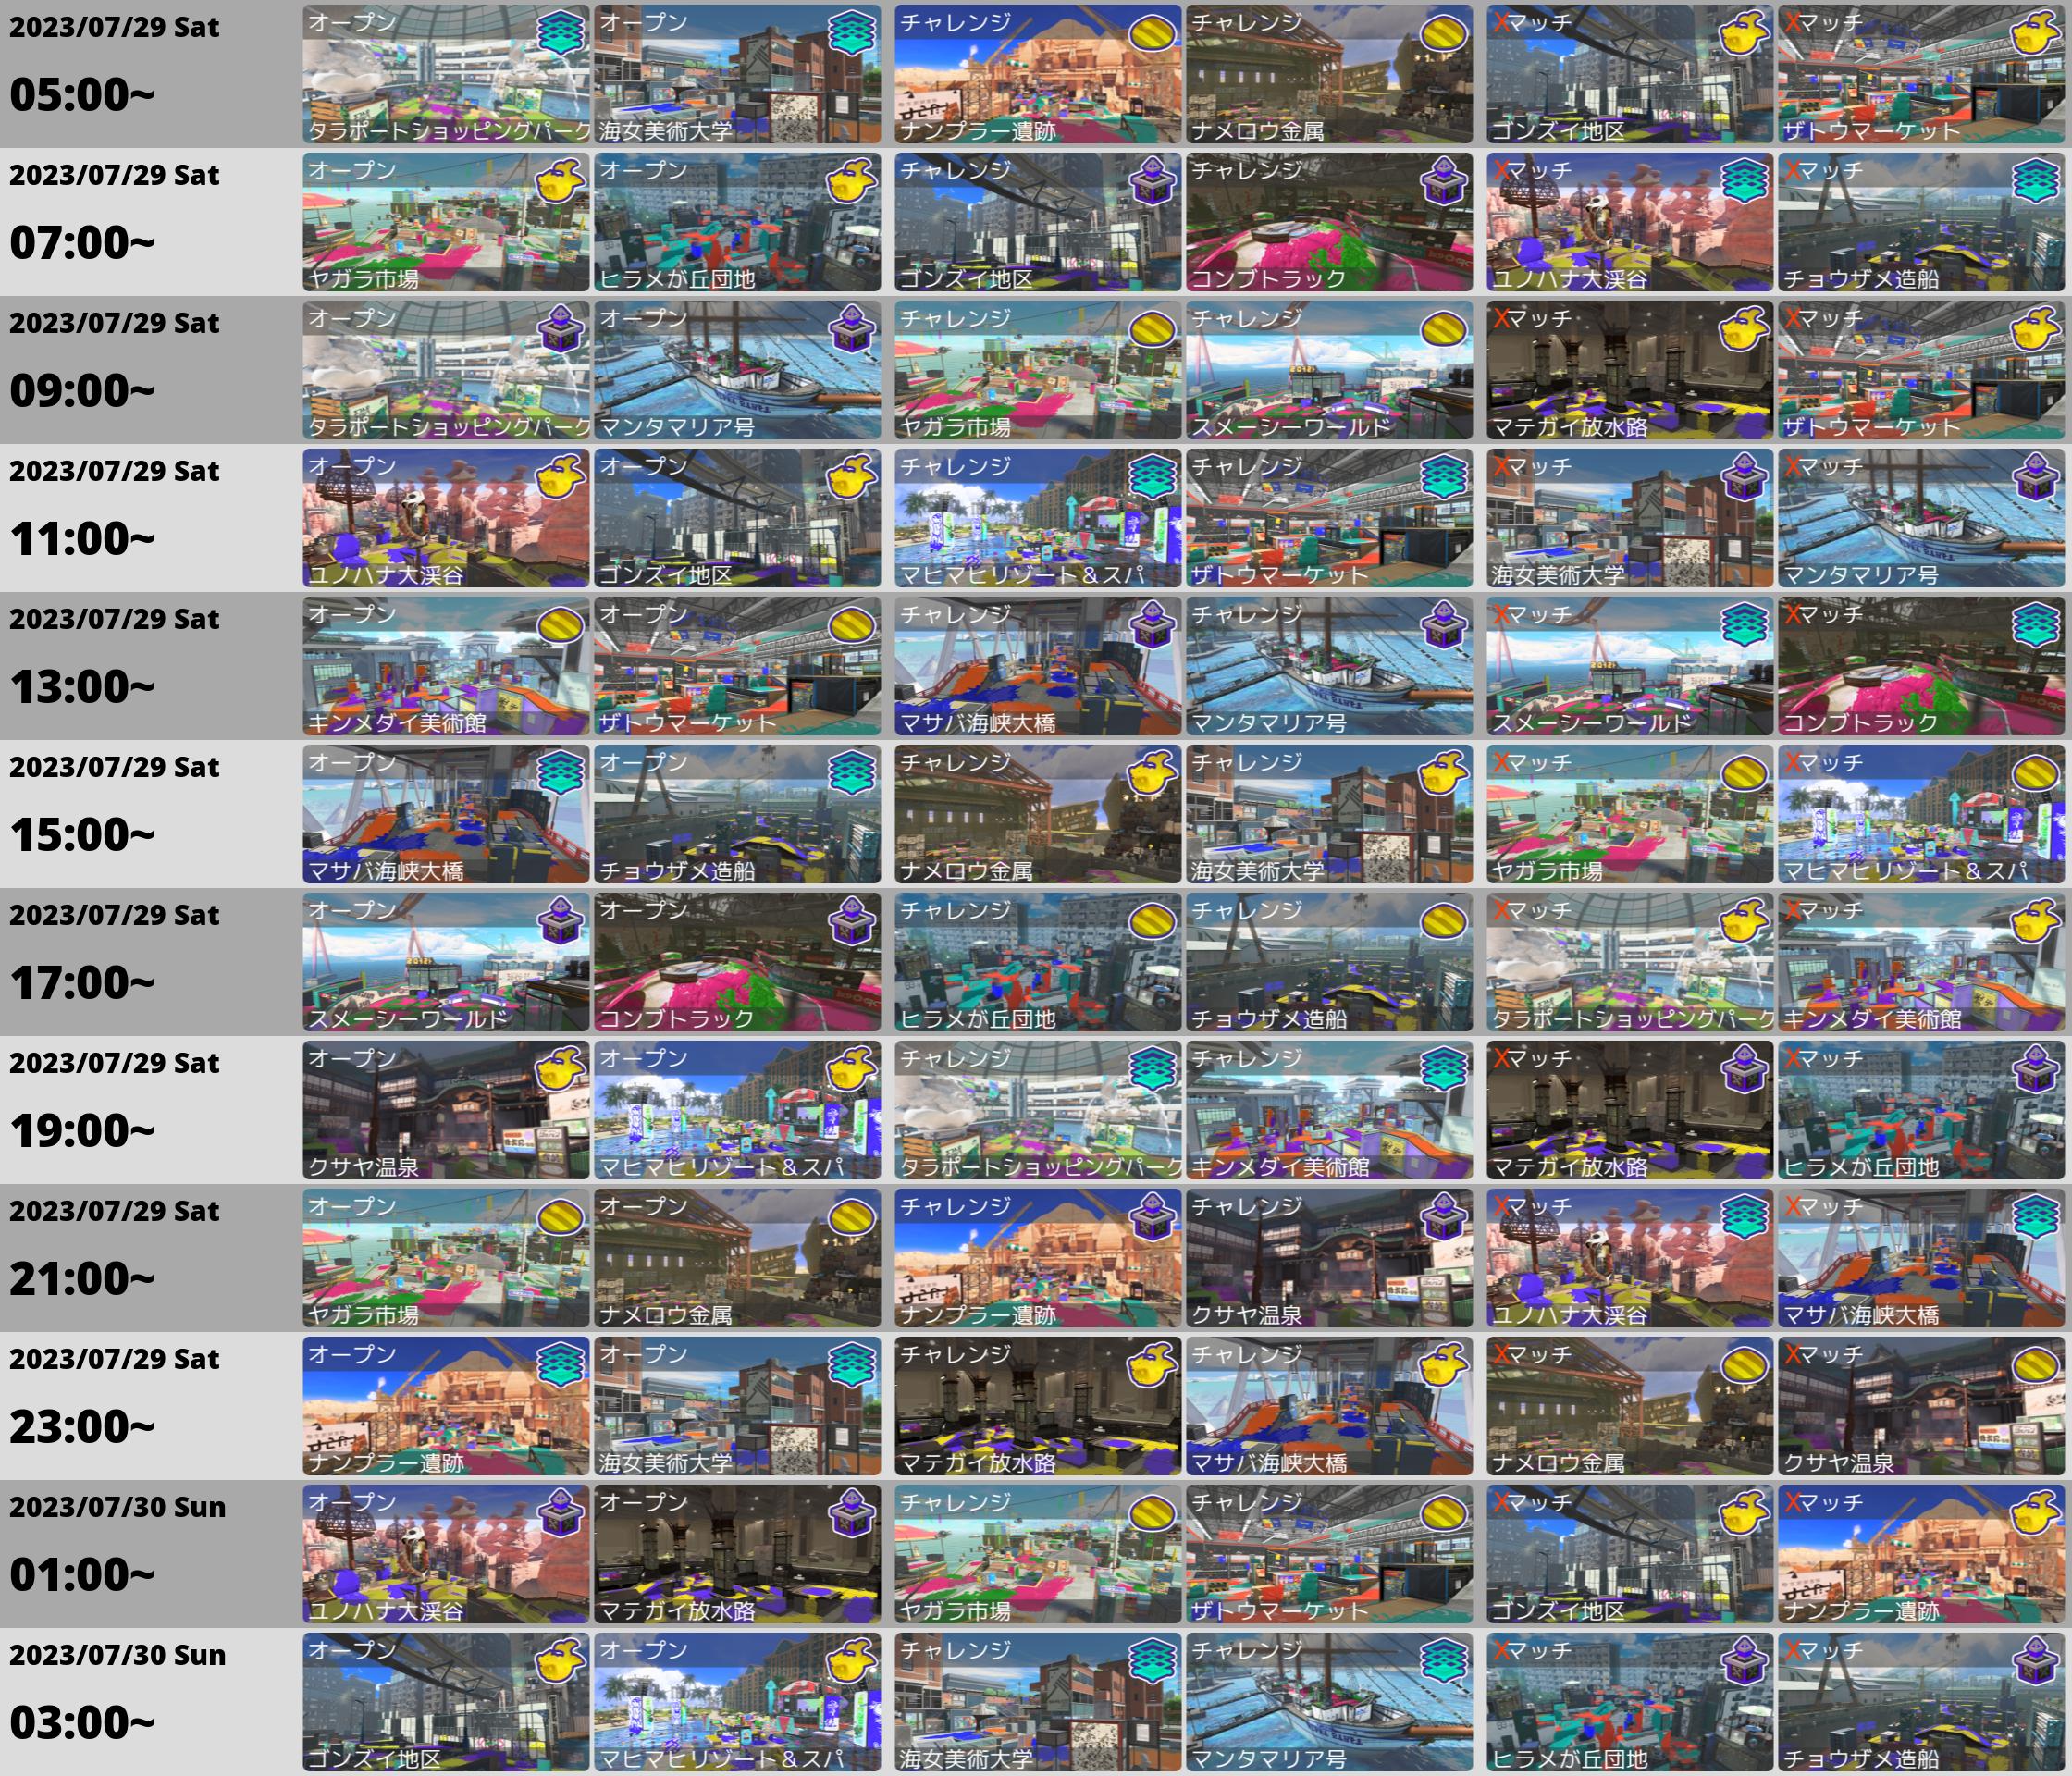 2023/07/29 Sat
05:00~
オープン
タラポートショッピングパーク
オープン
海女美術大学
チャレンジ
ナンプラー遺跡
チャレンジ
ナメロウ金属
Xマッチ
ゴンズイ地区
Xマッチ
ザトウマーケット
2023/07/29 Sat
07:00~
オープン
ヤガラ市場
オープン
ヒラメが丘団地
チャレンジ
ゴンズイ地区
チャレンジ
コンブトラック
Xマッチ
ユノハナ大渓谷
Xマッチ
チョウザメ造船
2023/07/29 Sat
09:00~
オープン
タラポートショッピングパーク
オープン
マンタマリア号
チャレンジ
ヤガラ市場
チャレンジ
スメーシーワールド
Xマッチ
マテガイ放水路
Xマッチ
ザトウマーケット
2023/07/29 Sat
11:00~
オープン
ユノハナ大渓谷
オープン
ゴンズイ地区
チャレンジ
マヒマヒリゾート&スパ
チャレンジ
ザトウマーケット
Xマッチ
海女美術大学
Xマッチ
マンタマリア号
2023/07/29 Sat
13:00~
オープン
キンメダイ美術館
オープン
ザトウマーケット
チャレンジ
マサバ海峡大橋
チャレンジ
マンタマリア号
Xマッチ
スメーシーワールド
Xマッチ
コンブトラック
2023/07/29 Sat
15:00~
オープン
マサバ海峡大橋
オープン
チョウザメ造船
チャレンジ
ナメロウ金属
チャレンジ
海女美術大学
Xマッチ
ヤガラ市場
Xマッチ
マヒマヒリゾート&スパ
2023/07/29 Sat
17:00~
オープン
スメーシーワールド
オープン
コンブトラック
チャレンジ
ヒラメが丘団地
チャレンジ
チョウザメ造船
Xマッチ
タラポートショッピングパーク
Xマッチ
キンメダイ美術館
2023/07/29 Sat
19:00~
オープン
クサヤ温泉
オープン
マヒマヒリゾート&スパ
チャレンジ
タラポートショッピングパーク
チャレンジ
キンメダイ美術館
Xマッチ
マテガイ放水路
Xマッチ
ヒラメが丘団地
2023/07/29 Sat
21:00~
オープン
ヤガラ市場
オープン
ナメロウ金属
チャレンジ
ナンプラー遺跡
チャレンジ
クサヤ温泉
Xマッチ
ユノハナ大渓谷
Xマッチ
マサバ海峡大橋
2023/07/29 Sat
23:00~
オープン
ナンプラー遺跡
オープン
海女美術大学
チャレンジ
マテガイ放水路
チャレンジ
マサバ海峡大橋
Xマッチ
ナメロウ金属
Xマッチ
クサヤ温泉
2023/07/30 Sun
01:00~
オープン
ユノハナ大渓谷
オープン
マテガイ放水路
チャレンジ
ヤガラ市場
チャレンジ
ザトウマーケット
Xマッチ
ゴンズイ地区
Xマッチ
ナンプラー遺跡
2023/07/30 Sun
03:00~
オープン
ゴンズイ地区
オープン
マヒマヒリゾート&スパ
チャレンジ
海女美術大学
チャレンジ
マンタマリア号
Xマッチ
ヒラメが丘団地
Xマッチ
チョウザメ造船